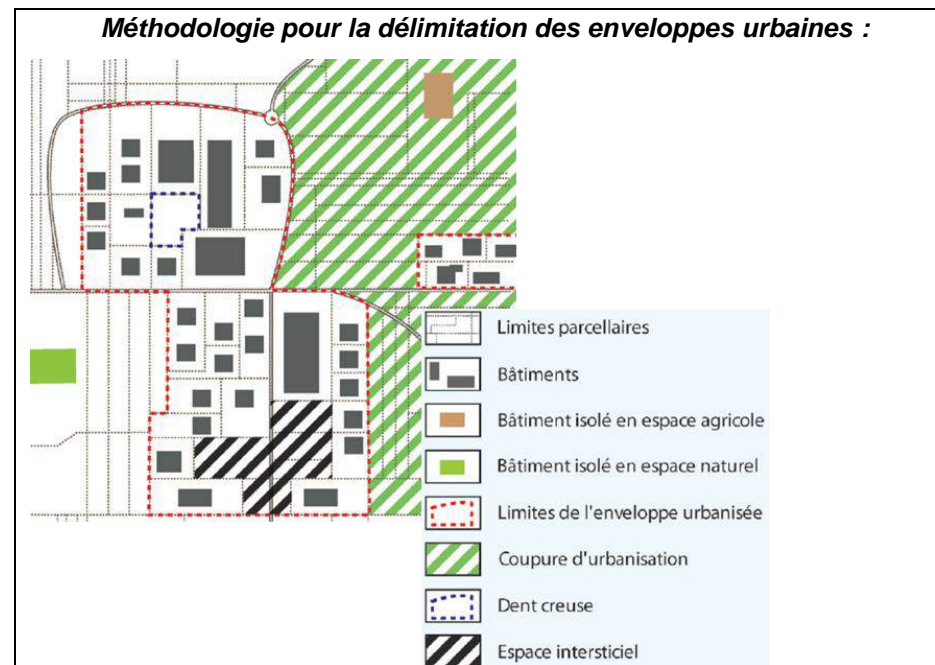 Méthodologie pour la délimitation des enveloppes urbaines :
Limites parcellaires
Bâtiments
Bâtiment isolé en espace agricole
Bâtiment isolé en espace naturel
Limites de l'enveloppe urbanisée
Coupure d'urbanisation
Dent creuse
Espace intersticiel